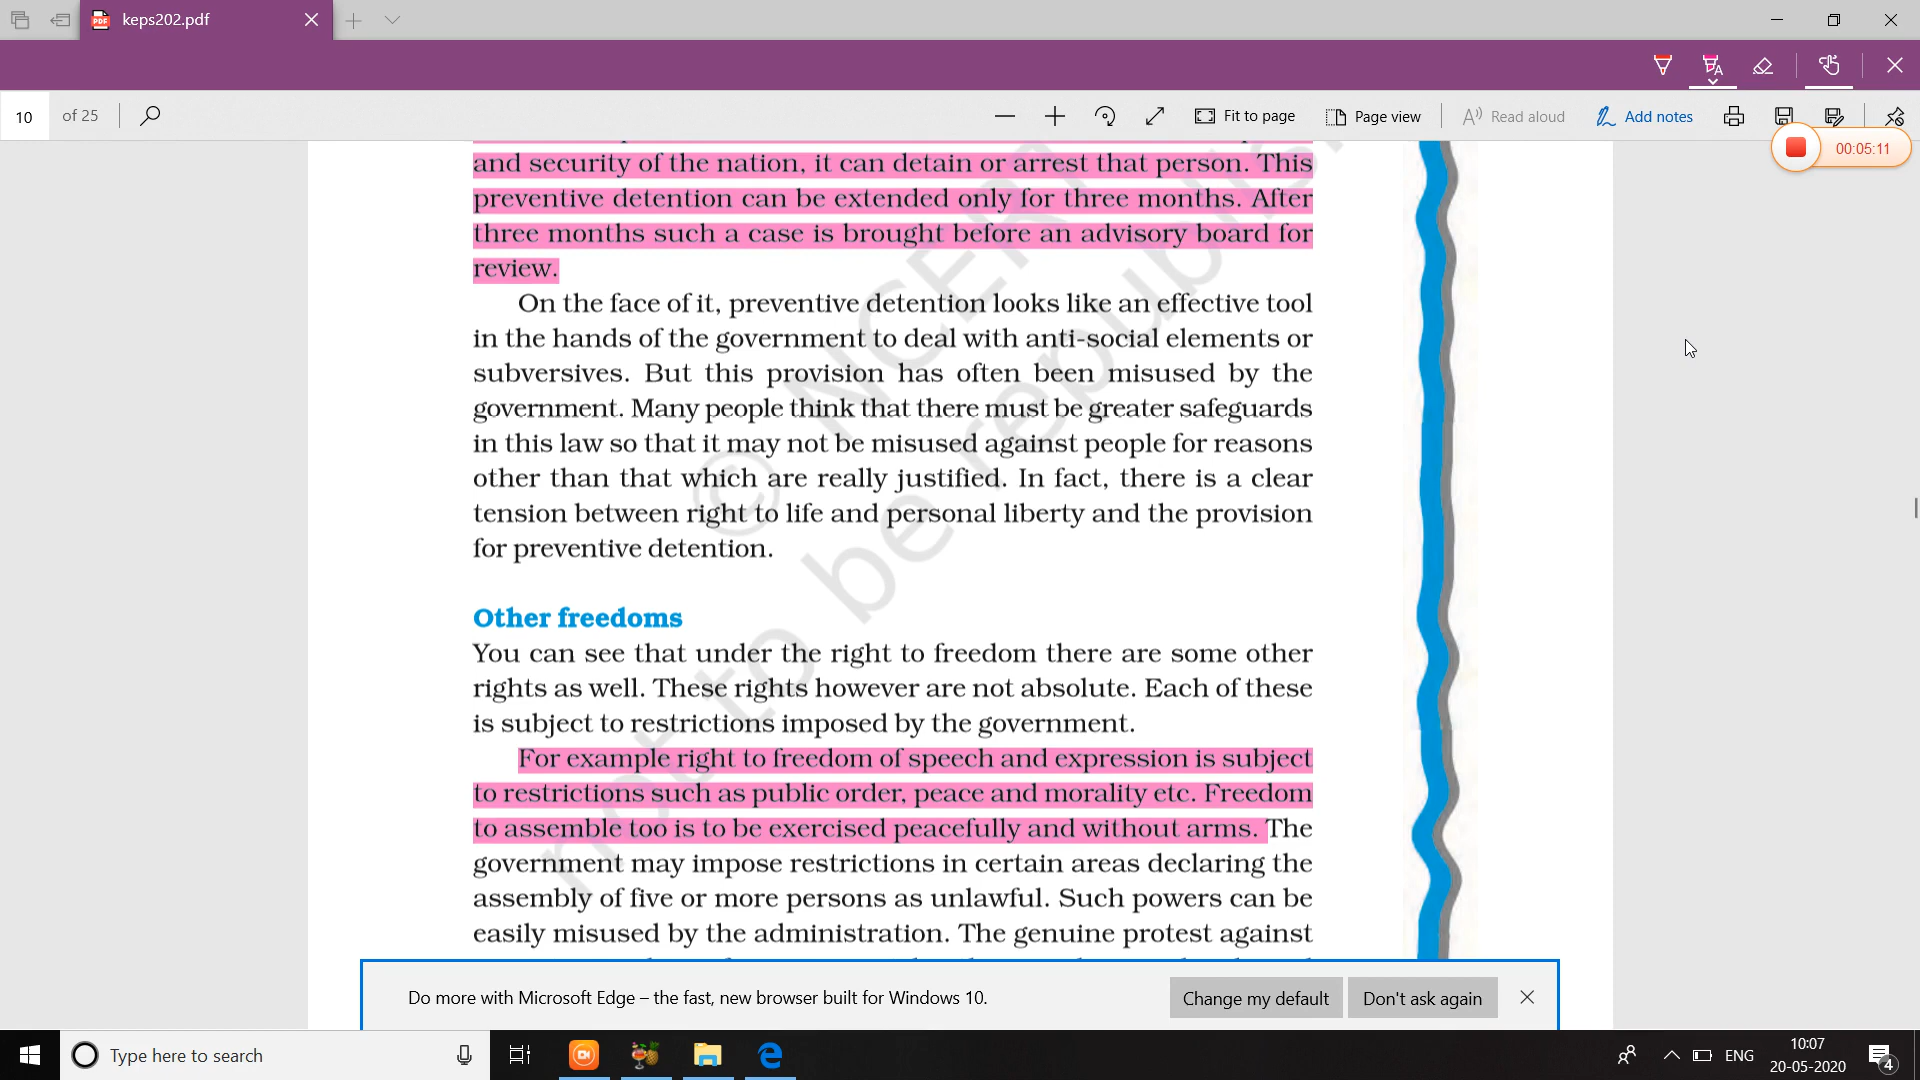 keps202.pdf
10 of 25
Fit to page
Page view
Read aloud
Add notes
00:05:11
and security of the nation, it can detain or arrest that person. This
preventive detention can be extended only for three months. After
three months such a case is brought before an advisory board for
review.
On the face of it, preventive detention looks like an effective tool
in the hands of the government to deal with anti-social elements or
subversives. But this provision has often been misused by the
government. Many people think that there must be greater safeguards
in this law so that it may not be misused against people for reasons
other than that which are really justified. In fact, there is a clear
tension between right to life and personal liberty and the provision
for preventive detention.
Other freedoms
You can see that under the right to freedom there are some other
rights as well. These rights however are not absolute. Each of these
is subject to restrictions imposed by the government.
For example right to freedom of speech and expression is subject
to restrictions such as public order, peace and morality etc. Freedom
to assemble too is to be exercised peacefully and without arms. The
government may impose restrictions in certain areas declaring the
assembly of five or more persons as unlawful. Such powers can be
easily misused by the administration. The genuine protest against
© NCERT
not to be republish
Do more with Microsoft Edge – the fast, new browser built for Windows 10.
Change my default
Don't ask again
Type here to search
ENG
10:07
20-05-2020
4